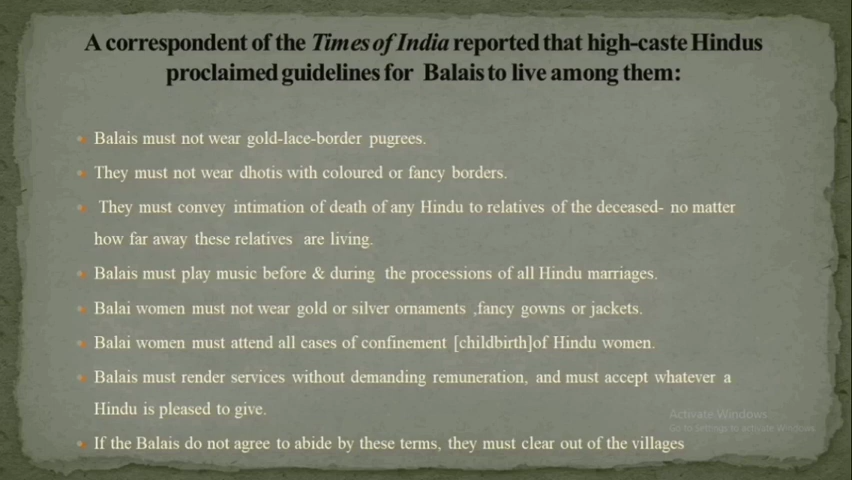 A correspondent of the Times of India reported that high-caste Hindus
proclaimed guidelines for Balais to live among them:
Balais must not wear gold-lace-border pugrees.
They must not wear dhotis with coloured or fancy borders.
They must convey intimation of death of any Hindu to relatives of the deceased- no matter
how far away these relatives are living.
Balais must play music before & during the processions of all Hindu marriages.
Balai women must not wear gold or silver ornaments ,fancy gowns or jackets.
Balai women must attend all cases of confinement [childbirth]of Hindu women.
Balais must render services without demanding remuneration, and must accept whatever a
Hindu is pleased to give.
Activate Windows
Go to Settings to activate Windows.
If the Balais do not agree to abide by these terms, they must clear out of the villages